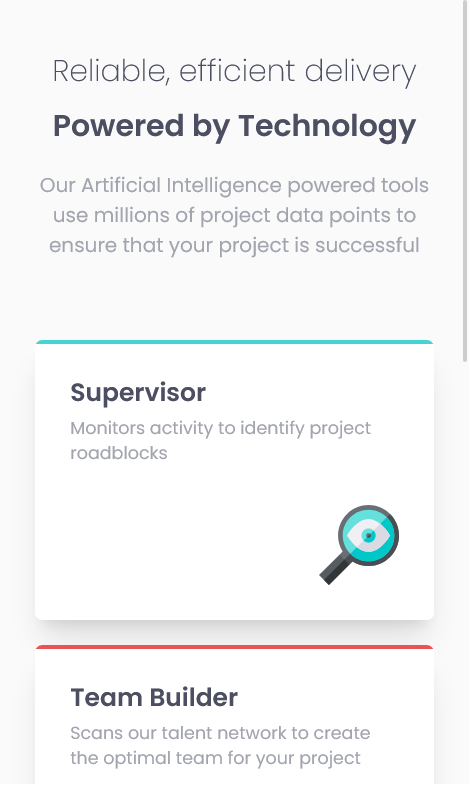 Reliable, efficient delivery
Powered by Technology
Our Artificial Intelligence powered tools
use millions of project data points to
ensure that your project is successful
Supervisor
Monitors activity to identify project
roadblocks
Team Builder
Scans our talent network to create
the optimal team for your project